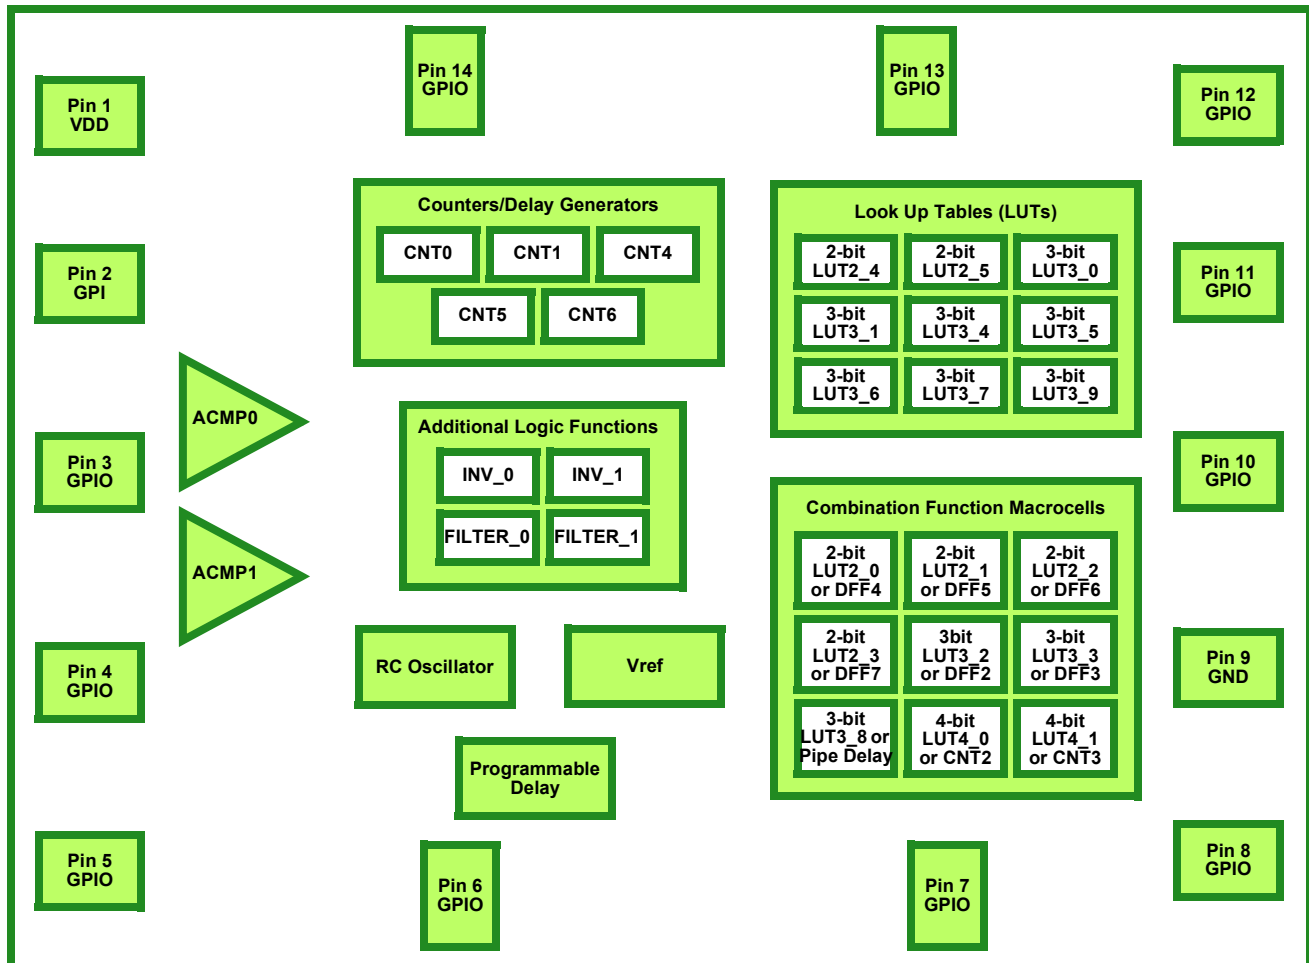 Pin 14
GPIO
Pin 13
GPIO
Pin 1
VDD
Pin 12
GPIO
Counters/Delay Generators
CNT0
CNT1
CNT4
CNT5
CNT6
Look Up Tables (LUTs)
2-bit
LUT2_4
2-bit
LUT2_5
3-bit
LUT3_0
3-bit
LUT3_1
3-bit
LUT3_4
3-bit
LUT3_5
3-bit
LUT3_6
3-bit
LUT3_7
3-bit
LUT3_9
Pin 2
GPI
Pin 11
GPIO
ACMP0
Pin 3
GPIO
Additional Logic Functions
INV_0
INV_1
FILTER_0
FILTER_1
Pin 10
GPIO
ACMP1
Combination Function Macrocells
2-bit
LUT2_0
or DFF4
2-bit
LUT2_1
or DFF5
2-bit
LUT2_2
or DFF6
2-bit
LUT2_3
or DFF7
3bit
LUT3_2
or DFF2
3-bit
LUT3_3
or DFF3
3-bit
LUT3_8 or
Pipe Delay
4-bit
LUT4_0
or CNT2
4-bit
LUT4_1
or CNT3
Pin 4
GPIO
RC Oscillator
Vref
Pin 9
GND
Programmable
Delay
Pin 5
GPIO
Pin 6
GPIO
Pin 7
GPIO
Pin 8
GPIO